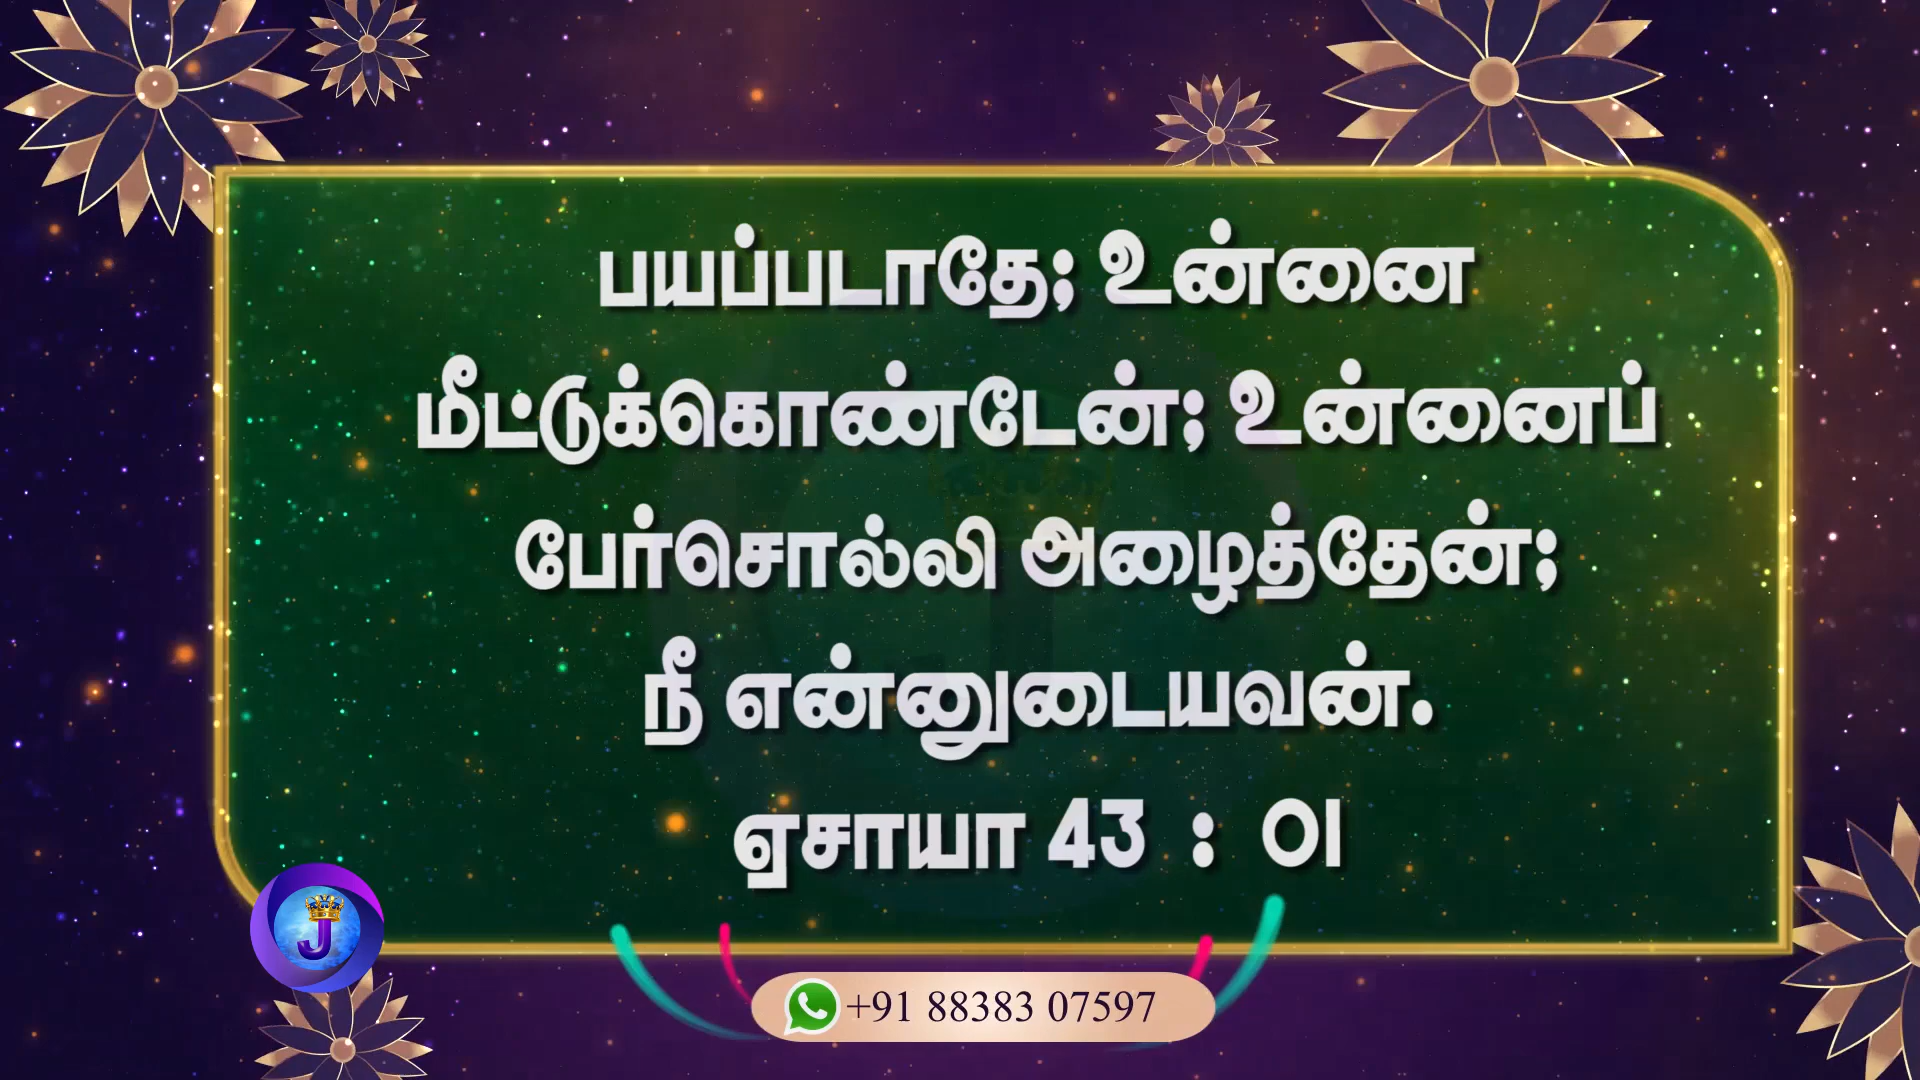 பயப்படாதே; உன்னை
மீட்டுக்கொண்டேன்; உன்னைப்
பேர்சொல்லி அழைத்தேன்;
நீ என்னுடையவன்.
ஏசாயா 43 : 01
J
+91 88383 07597